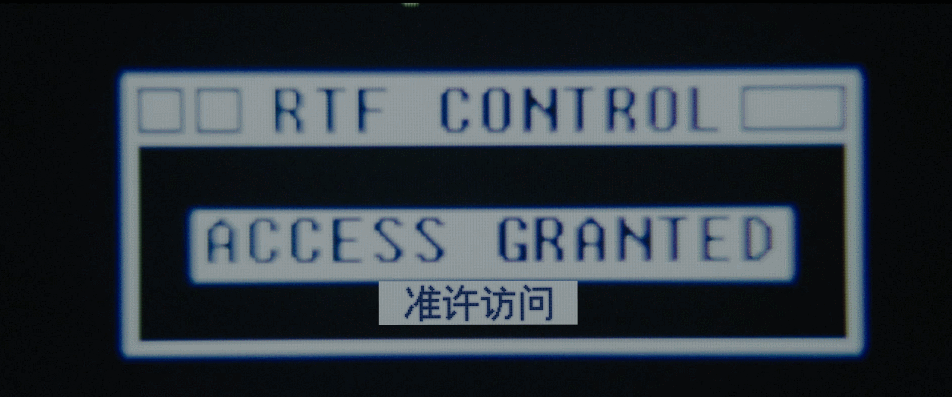 RTF CONTROL
ACCESS GRANTED
准许访问